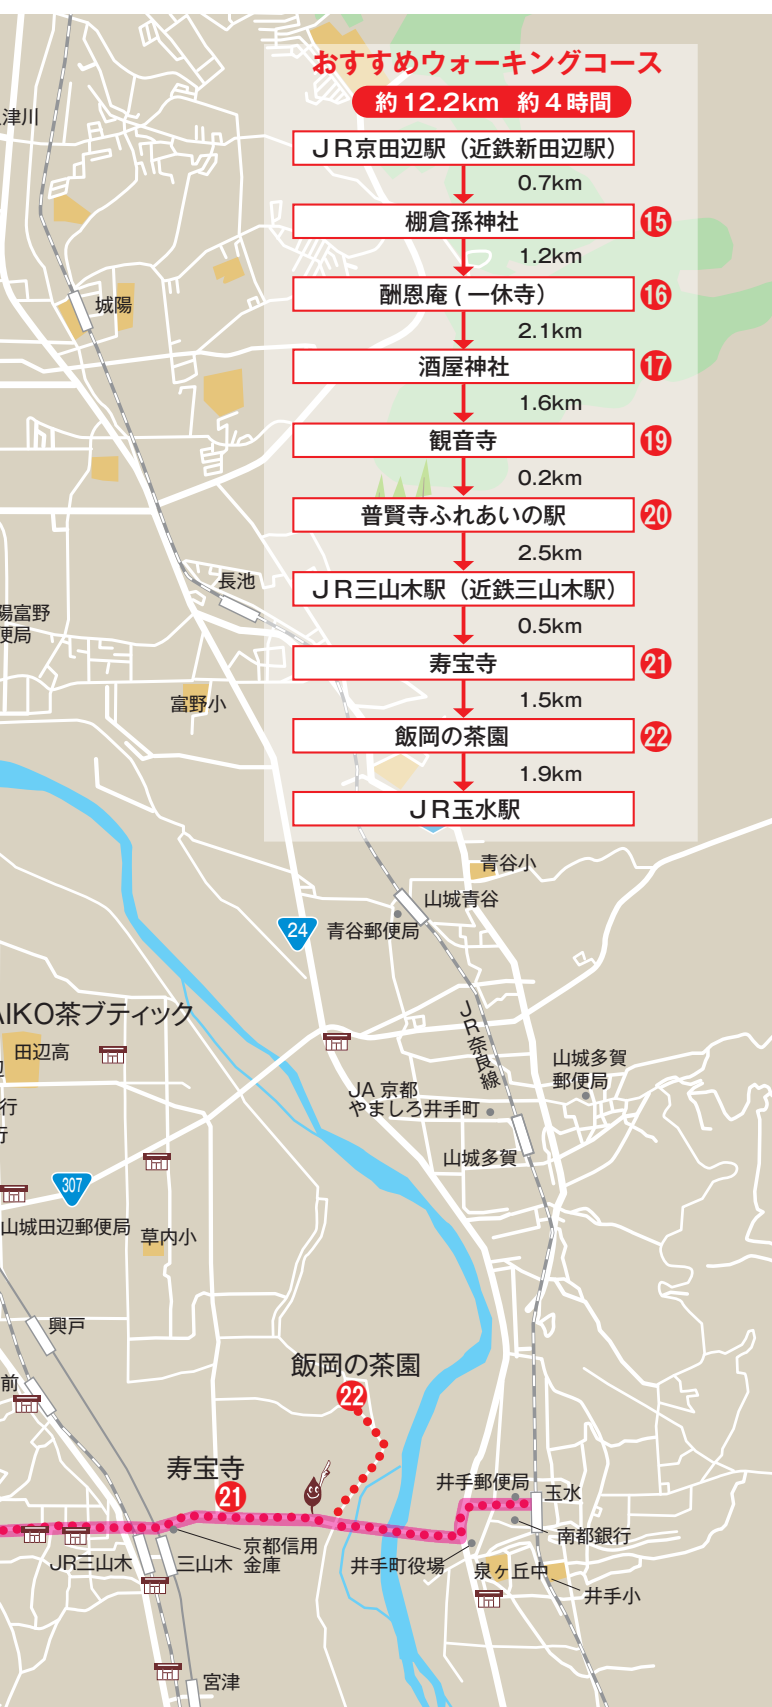 おすすめウォーキングコース
約12.2km 約4時間
JR京田辺駅（近鉄新田辺駅）
0.7km
棚倉孫神社 15
1.2km
酬恩庵(一休寺） 16
2.1km
酒屋神社 17
1.6km
観音寺 19
0.2km
普賢寺ふれあいの駅 20
2.5km
JR三山木駅（近鉄三山木駅）
0.5km
寿宝寺 21
1.5km
飯岡の茶園 22
1.9km
JR玉水駅
津川
城陽
長池
陽富野
便局
富野小
青谷小
山城青谷
24
青谷郵便局
AIKO茶ブティック
田辺高
辺
行
行
JR奈良線
山城多賀
郵便局
JA 京都
やましろ井手町
山城多賀
307
山城田辺郵便局
草内小
興戸
前
飯岡の茶園
22
寿宝寺
21
井手郵便局
玉水
南都銀行
京都信用
金庫
JR三山木
三山木
井手町役場
泉ヶ丘中
井手小
宮津